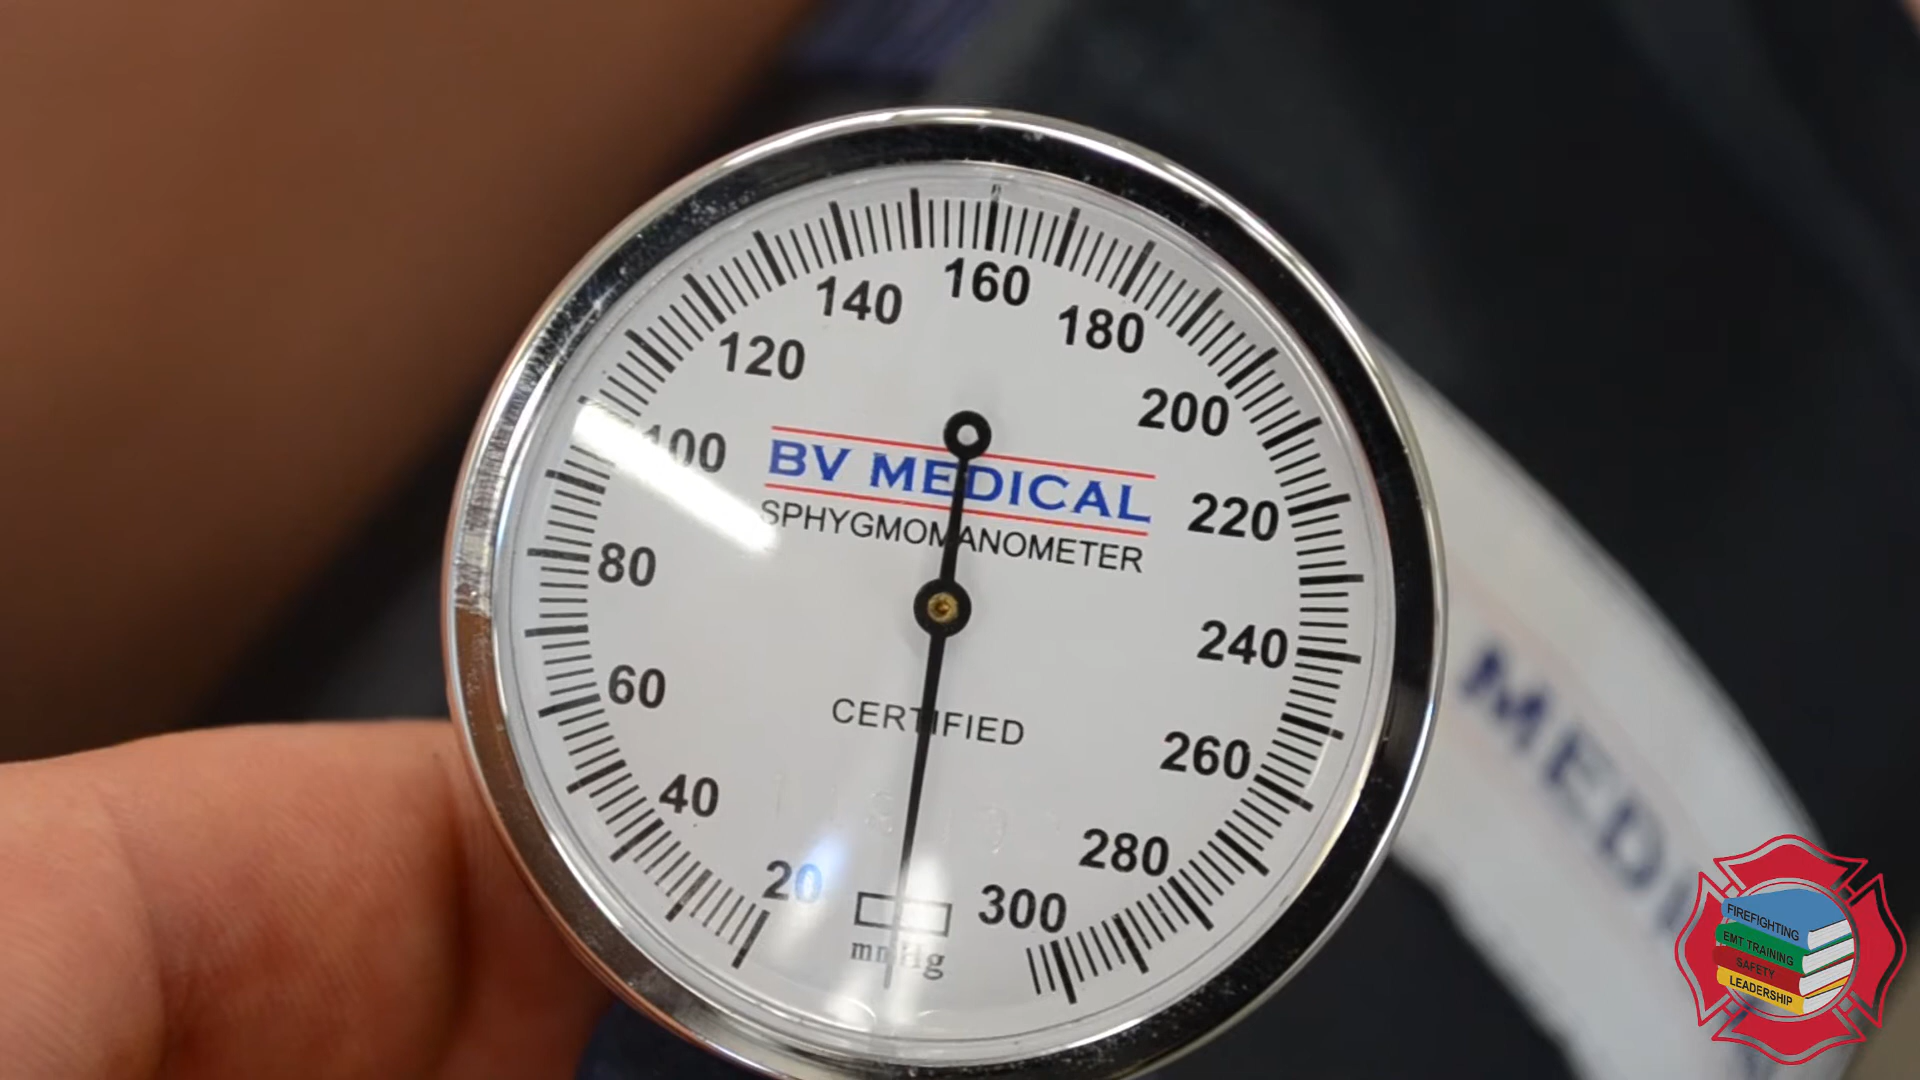 160
140
180
120
200
100
BV MEDICAL
SPHYGMOMANOMETER
220
80
240
60
CERTIFIED
260
40
280
20
300
mmHg
MEDI
FIREFIGHTING
EMT TRAINING
SAFETY
LEADERSHIP